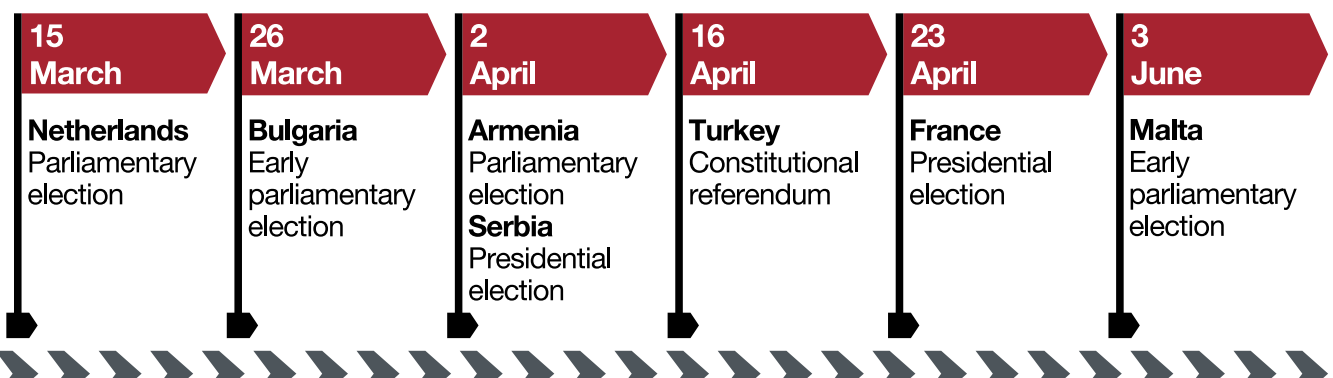 15
March
Netherlands
Parliamentary
election
26
March
Bulgaria
Early
parliamentary
election
2
April
Armenia
Parliamentary
election
Serbia
Presidential
election
16
April
Turkey
Constitutional
referendum
23
April
France
Presidential
election
3
June
Malta
Early
parliamentary
election